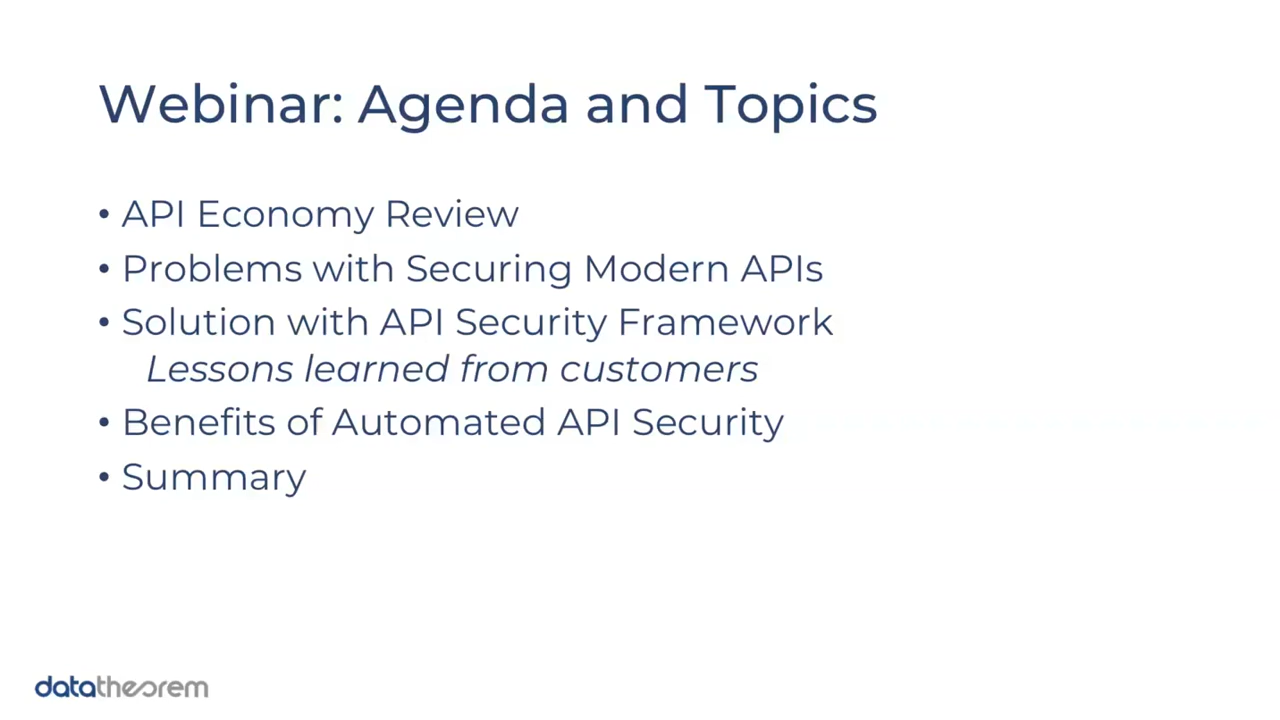 Webinar: Agenda and Topics
• API Economy Review
• Problems with Securing Modern APIs
• Solution with API Security Framework
Lessons learned from customers
• Benefits of Automated API Security
• Summary
datatheorem